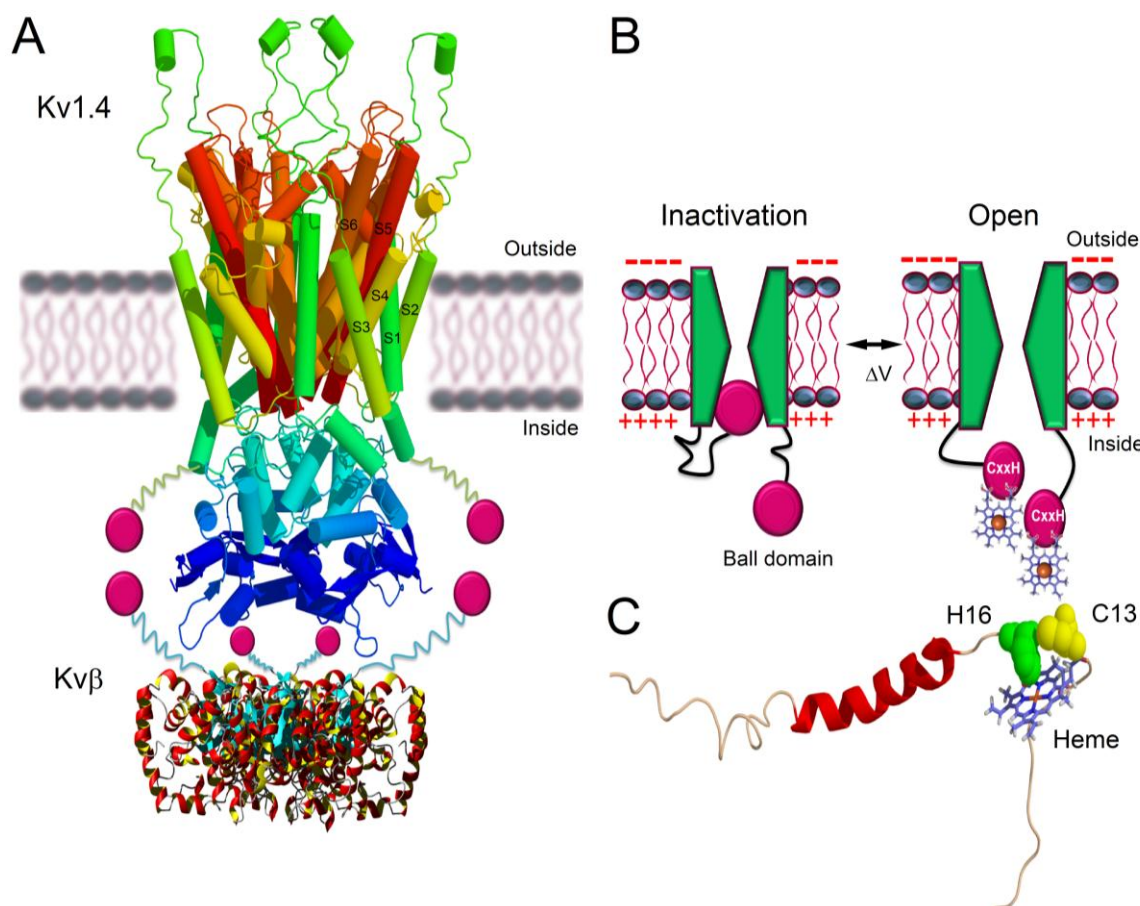 A
Kv1.4
S6
S5
S4
S2
S3
S1
Outside
Inside
Kvβ
B
Inactivation
Open
Outside
− − − −
− − − −
− − − −
− − −
ΔV
++++
+++
+++
+++
Inside
CxxH
CxxH
Ball domain
C
H16
C13
Heme